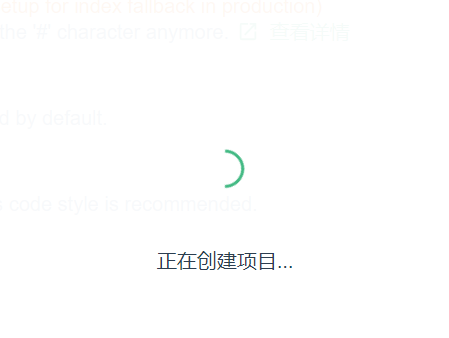 setup for index fallback in production)
the '#' character anymore. 查看详情
d by default.
code style is recommended.
正在创建项目...